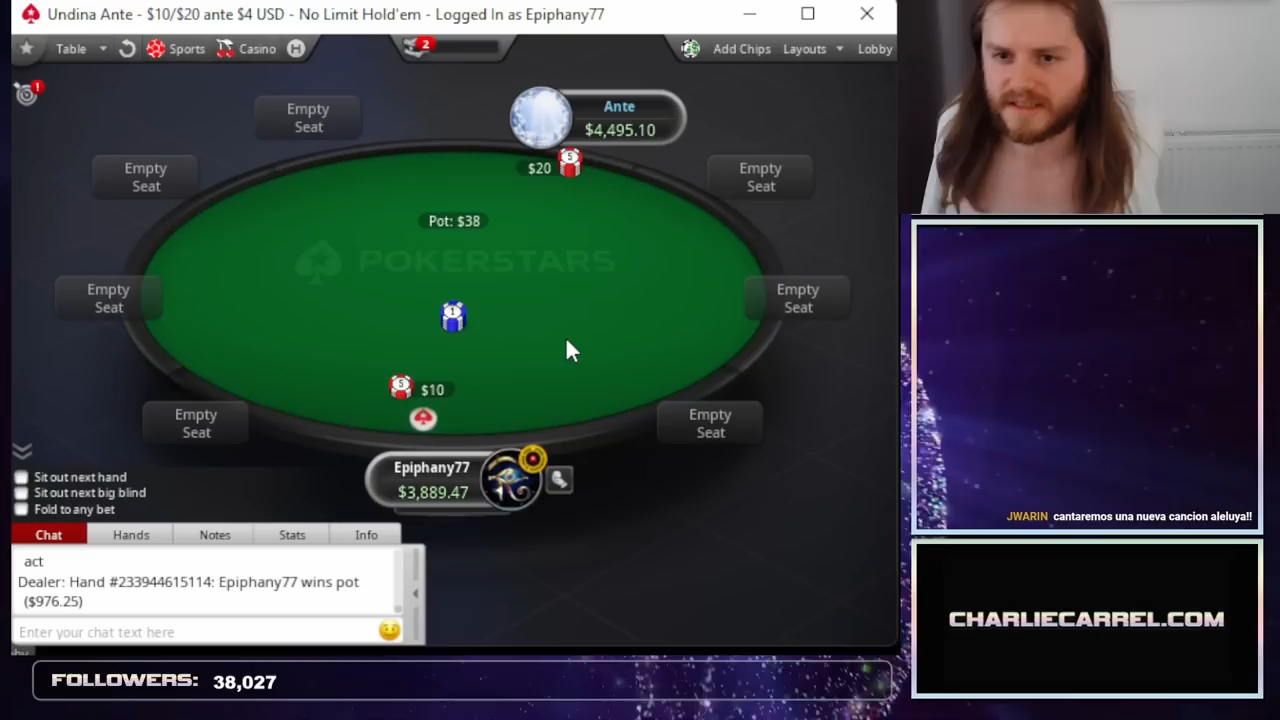 Undina Ante - $10/$20 ante $4 USD - No Limit Hold'em - Logged In as Epiphany77
Table
Sports
Casino
H
2
Add Chips
Layouts
Lobby
!
Empty
Seat
Ante
$4,495.10
Empty
Seat
$20
5
Empty
Seat
Pot: $38
POKERSTARS
Empty
Seat
Empty
Seat
1
5
$10
Empty
Seat
Empty
Seat
Epiphany77
$3,889.47
Sit out next hand
Sit out next big blind
Fold to any bet
Chat
Hands
Notes
Stats
Info
act
Dealer: Hand #233944615114: Epiphany77 wins pot
($976.25)
Enter your chat text here
JWARIN cantaremos una nueva cancion aleluya!!
CHARLIECARREL.COM
FOLLOWERS: 38,027